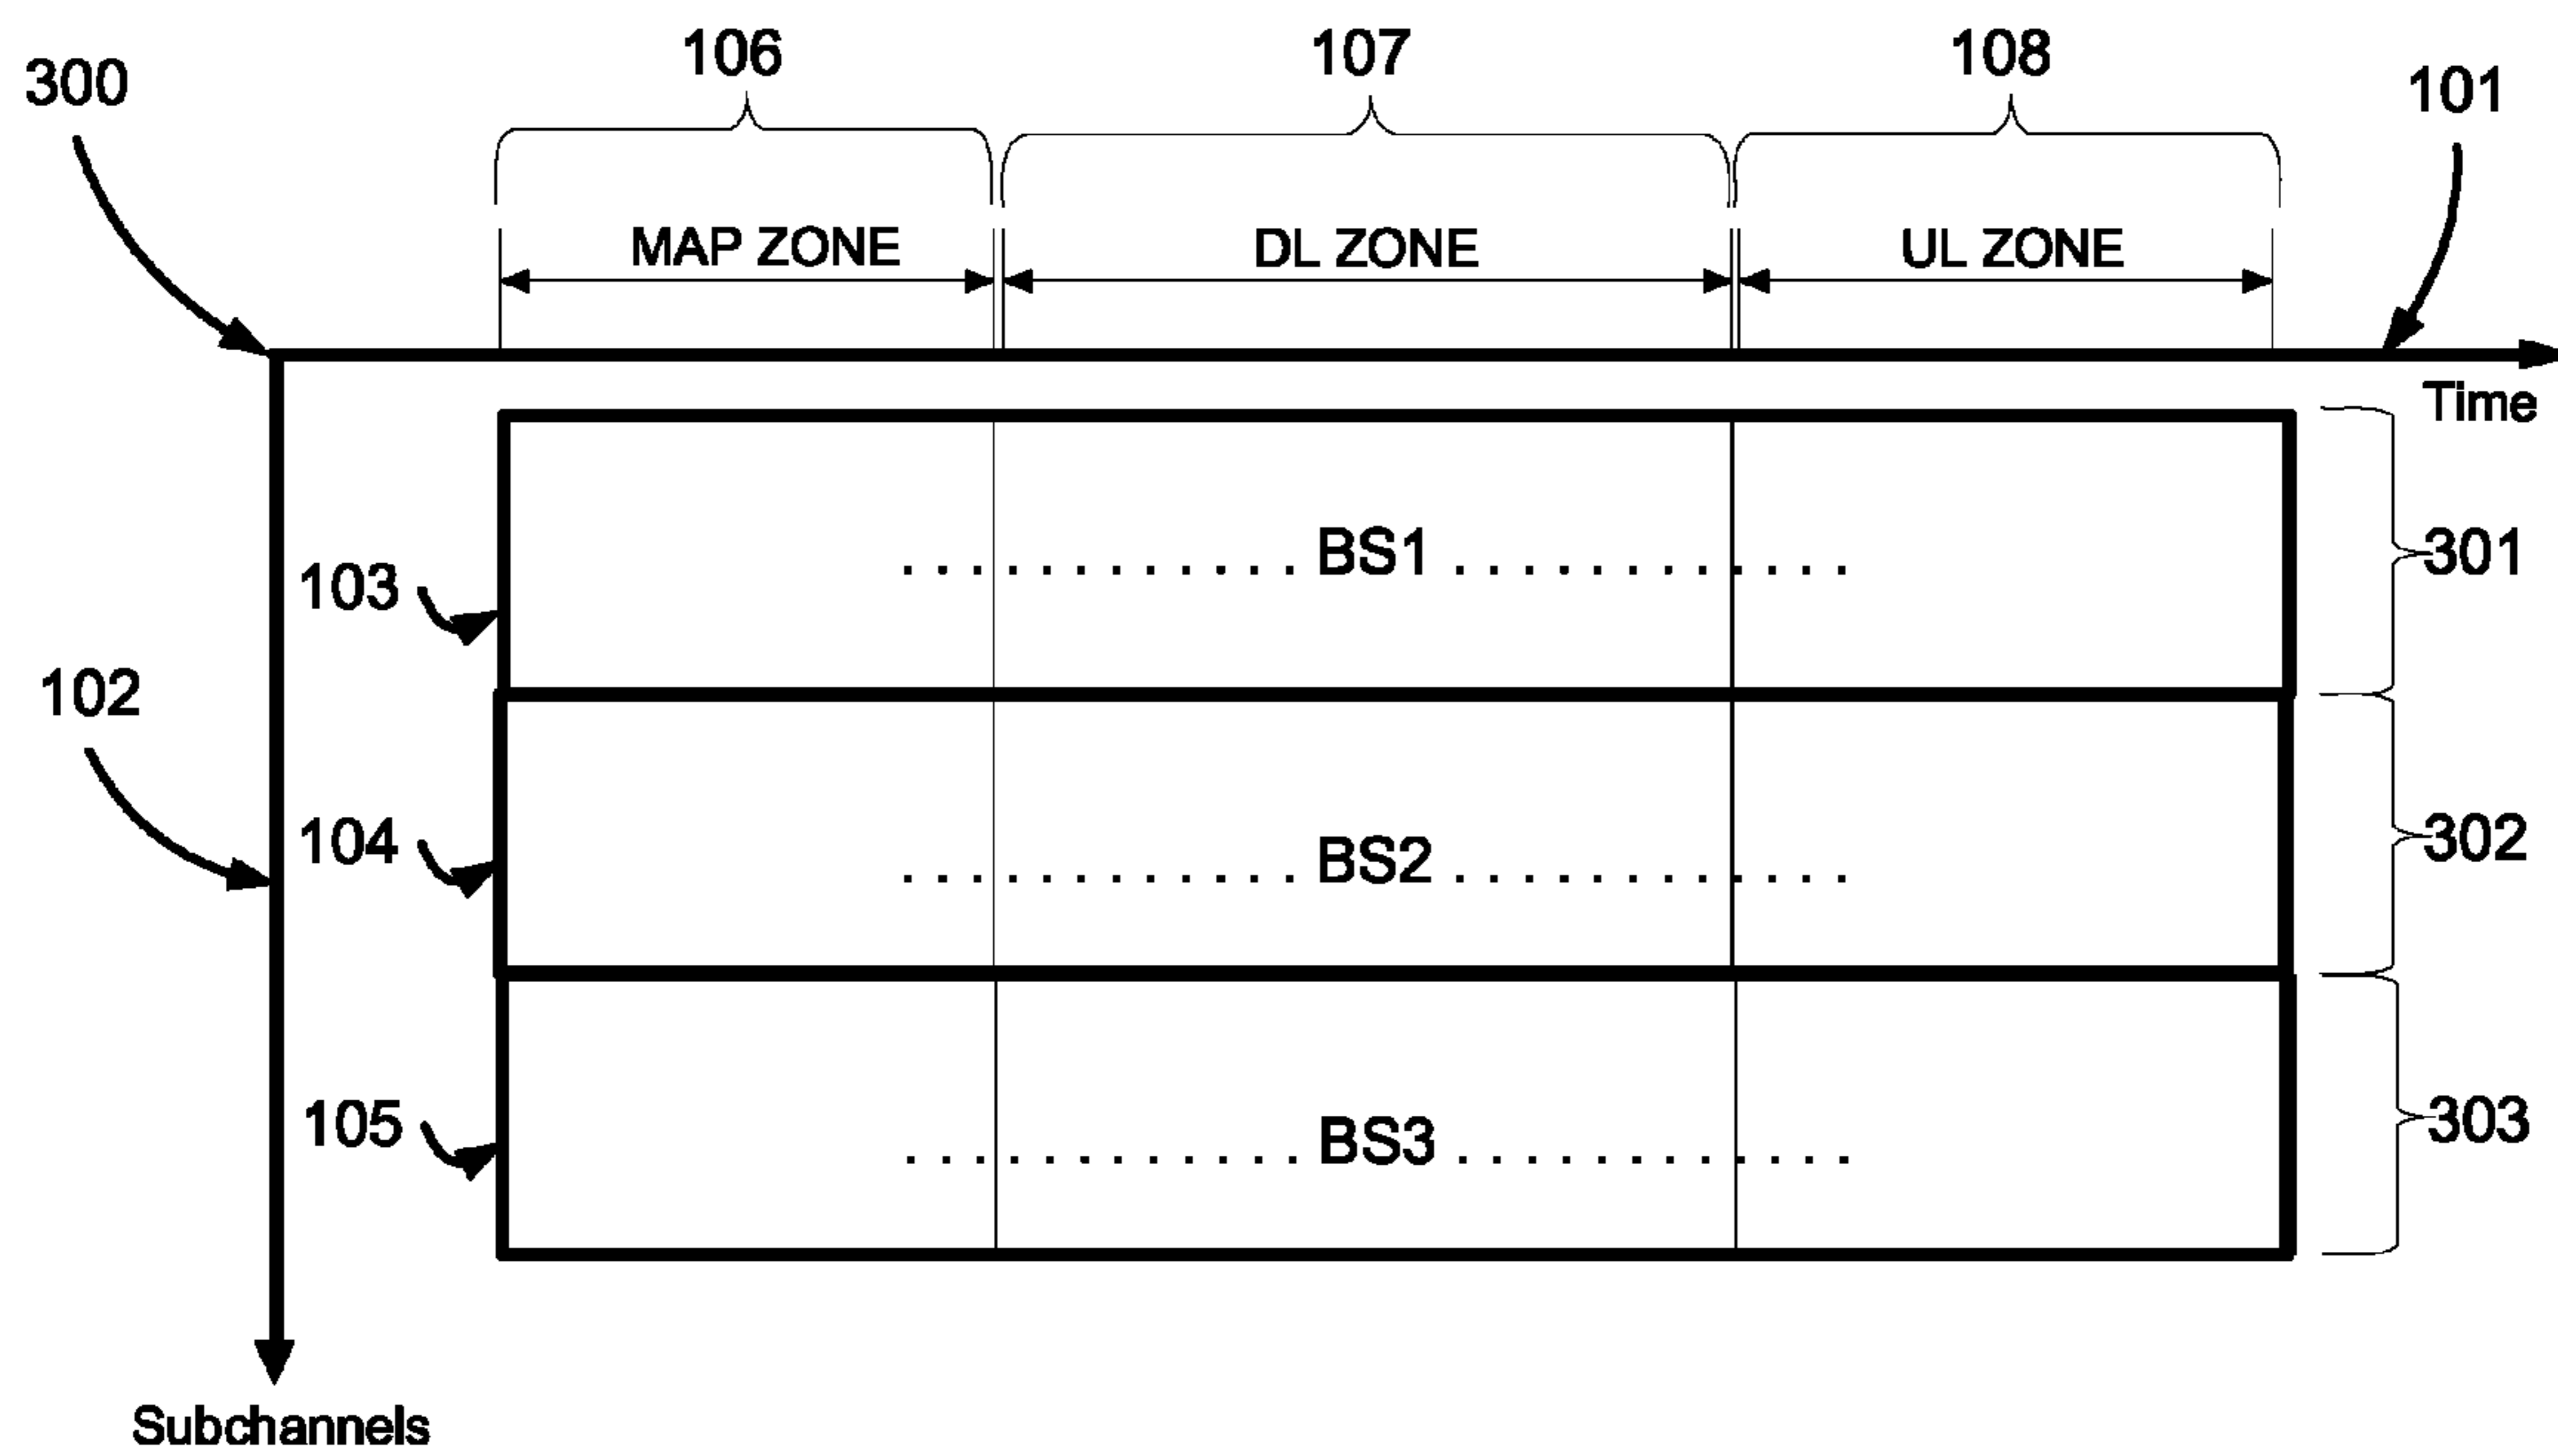 106
107
108
300
101
MAP ZONE
DL ZONE
UL ZONE
Time
............ BS1 ............
301
103
102
104
............ BS2 ............
302
105
............ BS3 ............
303
Subchannels